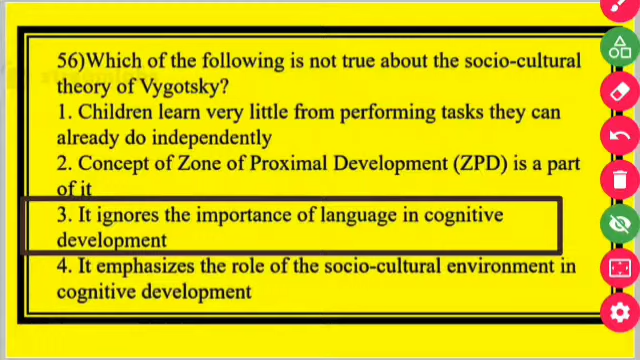 56)Which of the following is not true about the socio-cultural
theory of Vygotsky?
1. Children learn very little from performing tasks they can
already do independently
2. Concept of Zone of Proximal Development (ZPD) is a part
of it
3. It ignores the importance of language in cognitive
development
4. It emphasizes the role of the socio-cultural environment in
cognitive development